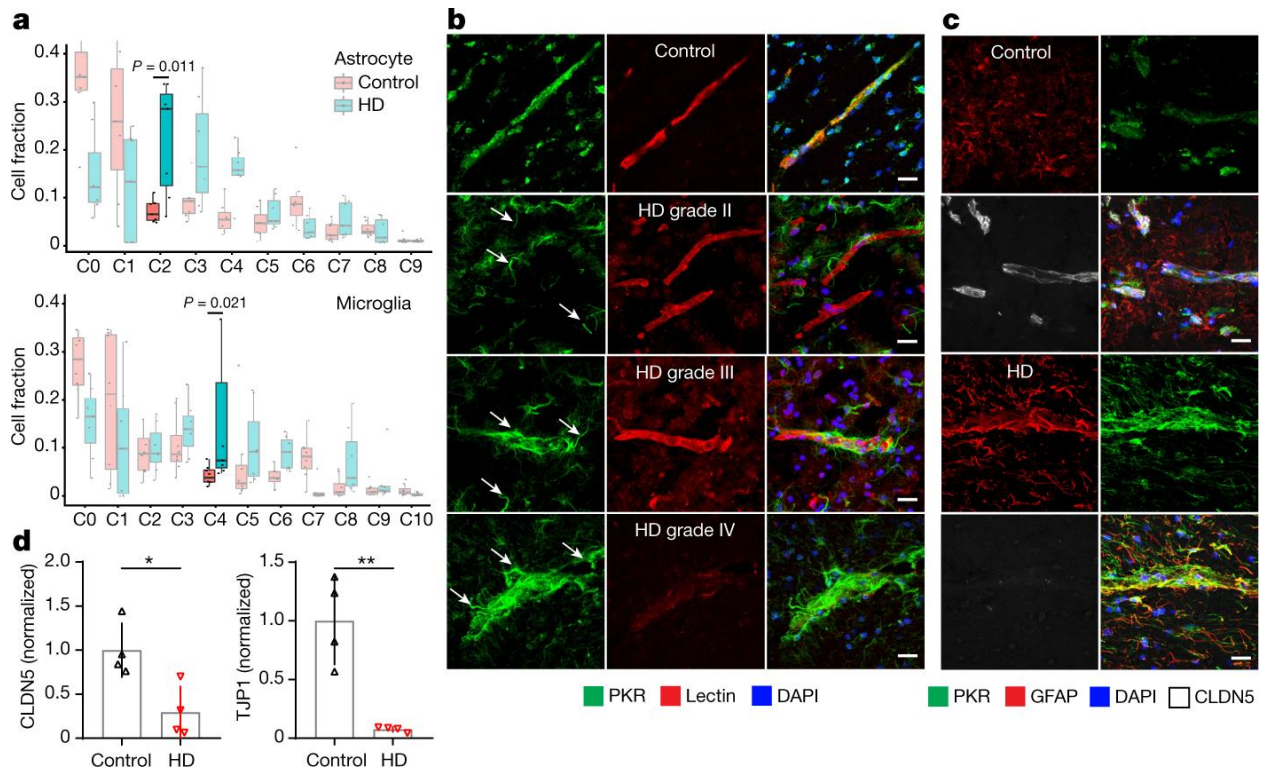 a
0.4
0.3
0.2
0.1
0
Cell fraction
P = 0.011
Astrocyte
Control
HD
C0 C1 C2 C3 C4 C5 C6 C7 C8 C9
0.4
0.3
0.2
0.1
0
Cell fraction
P = 0.021
Microglia
C0 C1 C2 C3 C4 C5 C6 C7 C8 C9 C10
b
Control
HD grade II
HD grade III
HD grade IV
PKR Lectin DAPI
c
Control
HD
PKR GFAP DAPI CLDN5
d
2.0
1.5
1.0
0.5
0
CLDN5 (normalized)
*
Control HD
1.5
1.0
0.5
0
TJP1 (normalized)
**
Control HD